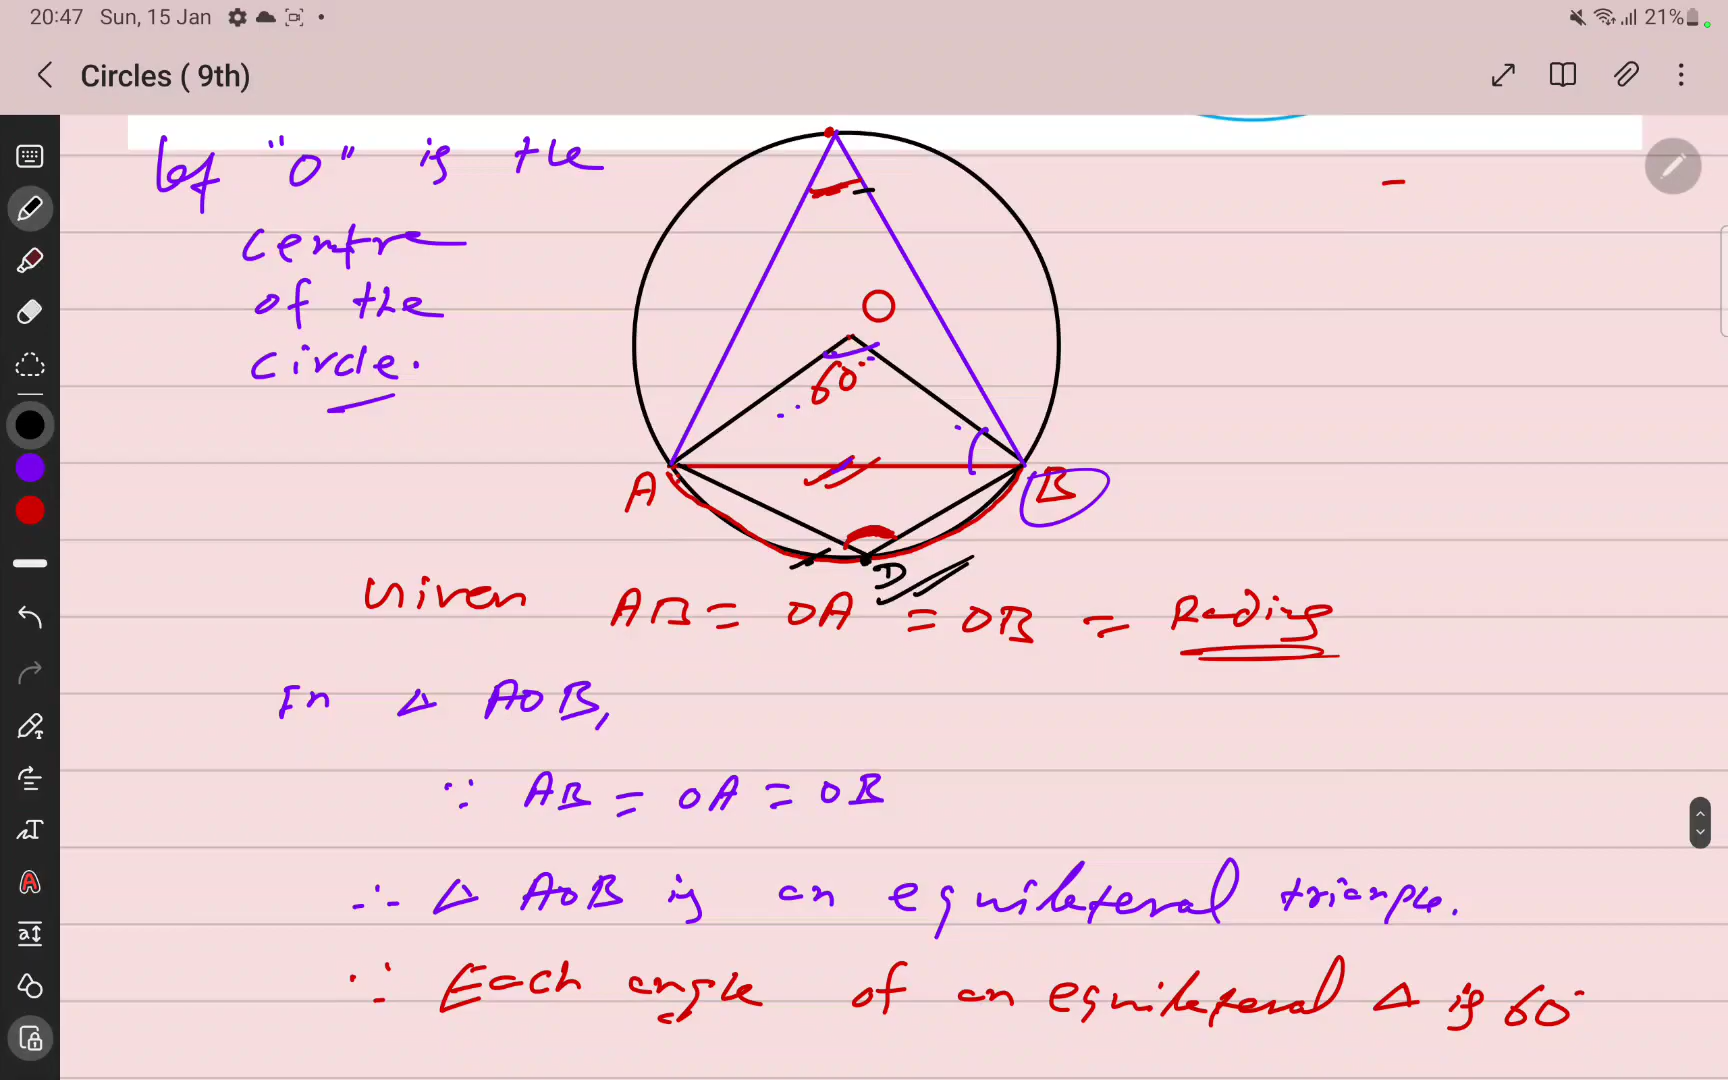 20:47 Sun, 15 Jan
21%
Circles ( 9th)
let "O" is the
centre
of the
circle.
O
60°
A
B
D
Given AB = OA = OB = Radius
In △ AOB,
∵ AB = OA = OB
∴ △ AOB is an equilateral triangle.
∵ Each angle of an equilateral △ is 60°